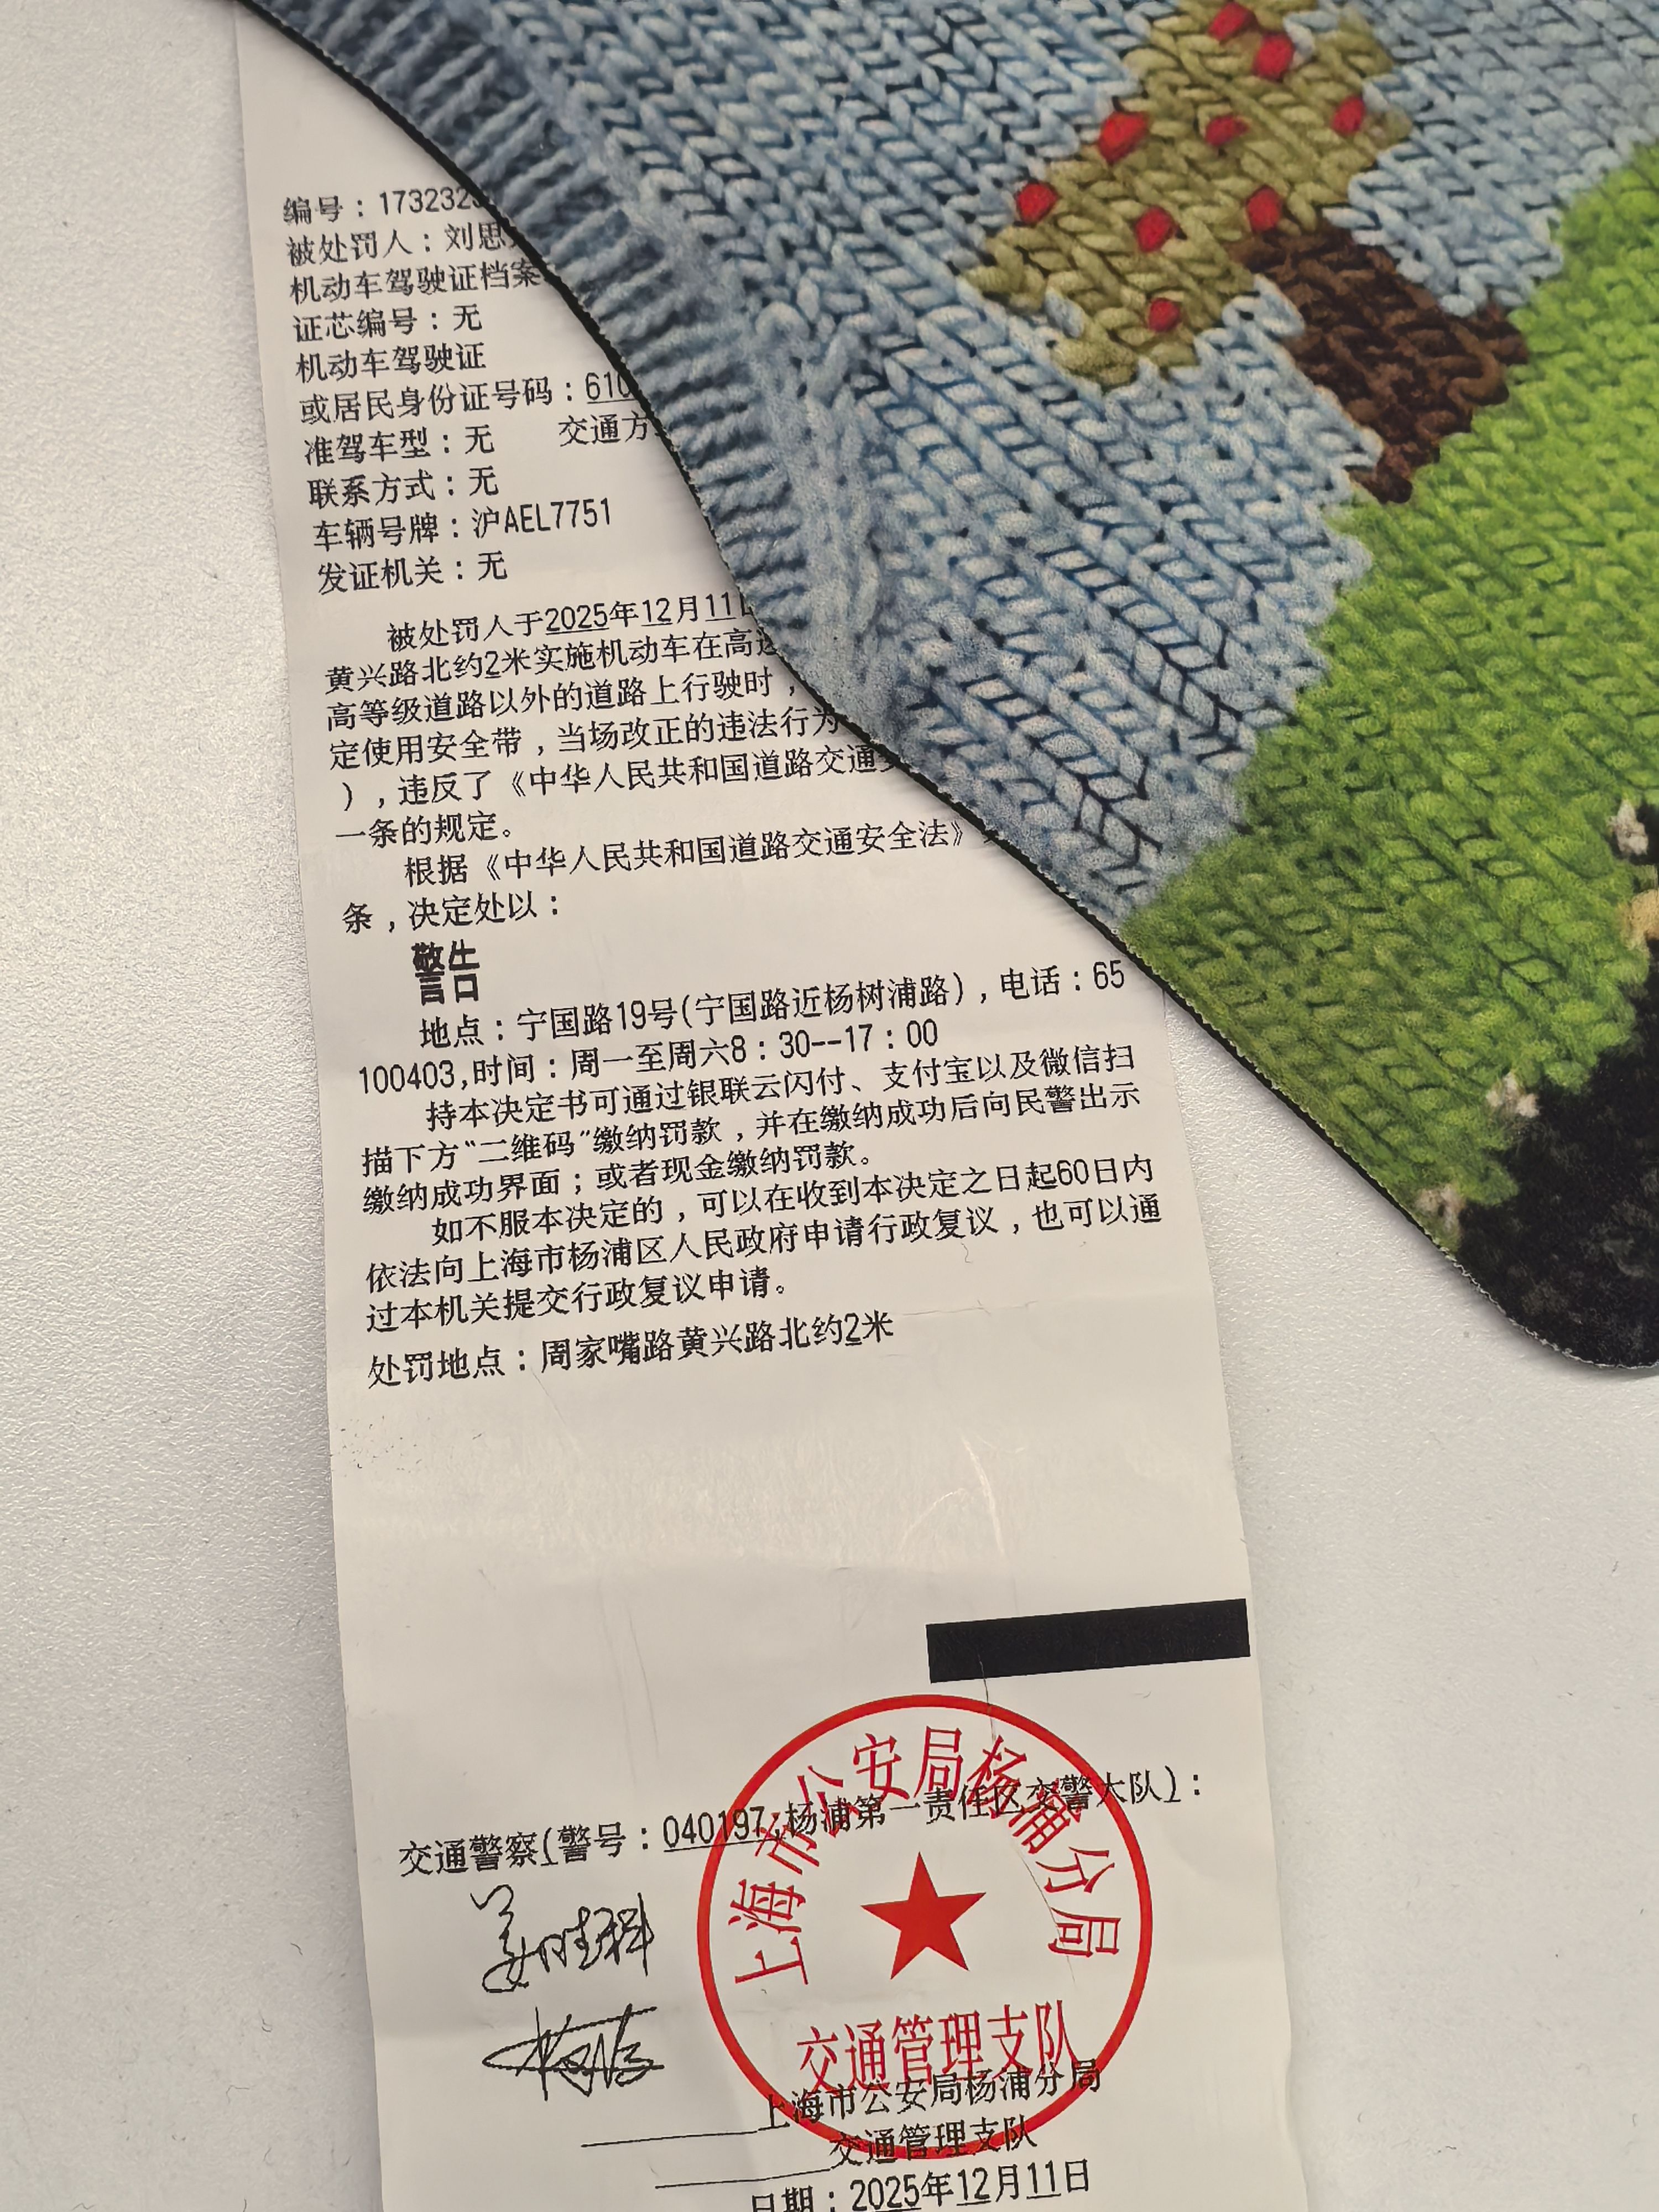 编号：173232
被处罚人：刘思
机动车驾驶证档案
证芯编号：无
机动车驾驶证
或居民身份证号码：610
准驾车型：无 交通方
联系方式：无
车辆号牌：沪AEL7751
发证机关：无
被处罚人于2025年12月11
黄兴路北约2米实施机动车在高速
高等级道路以外的道路上行驶时，
定使用安全带，当场改正的违法行为
），违反了《中华人民共和国道路交通安
一条的规定。
根据《中华人民共和国道路交通安全法》
条，决定处以：
警告
地点：宁国路19号(宁国路近杨树浦路)，电话：65
100403,时间：周一至周六8：30--17：00
持本决定书可通过银联云闪付、支付宝以及微信扫
描下方“二维码”缴纳罚款，并在缴纳成功后向民警出示
缴纳成功界面；或者现金缴纳罚款。
如不服本决定的，可以在收到本决定之日起60日内
依法向上海市杨浦区人民政府申请行政复议，也可以通
过本机关提交行政复议申请。
处罚地点：周家嘴路黄兴路北约2米
交通警察(警号：040197;杨浦第一责任区交警大队)：
上海市公安局杨浦分局
交通管理支队
上海市公安局杨浦分局
交通管理支队
日期：2025年12月11日